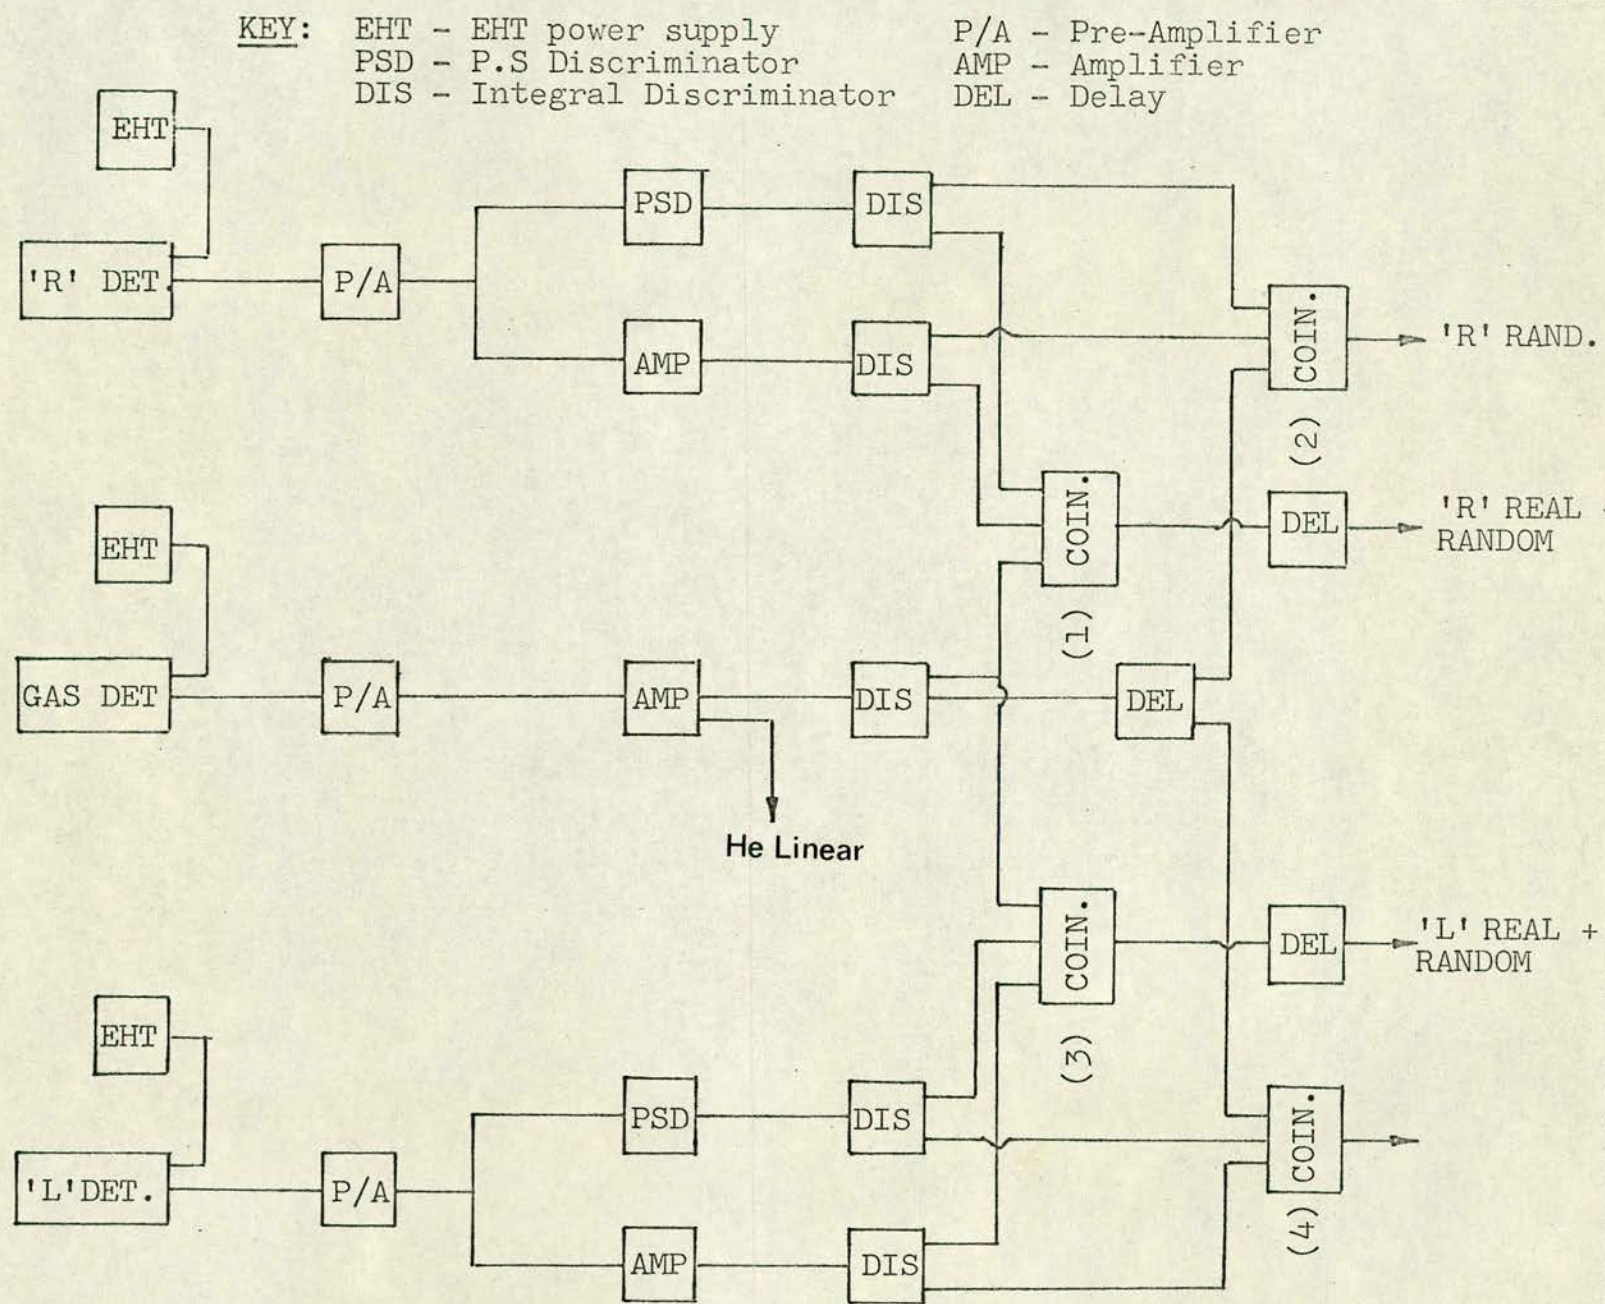 KEY: EHT - EHT power supply P/A - Pre-Amplifier
PSD - P.S Discriminator AMP - Amplifier
DIS - Integral Discriminator DEL - Delay
EHT
PSD
DIS
'R' DET.
P/A
COIN.
'R' RAND.
AMP
DIS
(2)
EHT
COIN.
DEL
'R' REAL
RANDOM
(1)
GAS DET
P/A
AMP
DIS
DEL
He Linear
COIN.
DEL
'L' REAL +
RANDOM
EHT
(3)
PSD
DIS
COIN.
'L' DET.
P/A
(4)
AMP
DIS